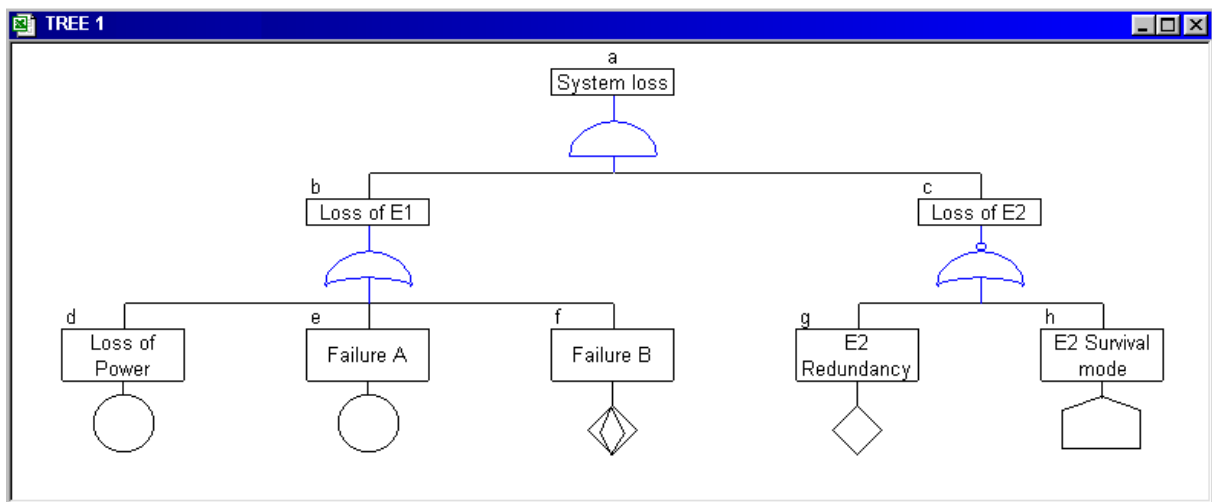 TREE 1
a
System loss
b
Loss of E1
c
Loss of E2
d
Loss of
Power
e
Failure A
f
Failure B
g
E2
Redundancy
h
E2 Survival
mode